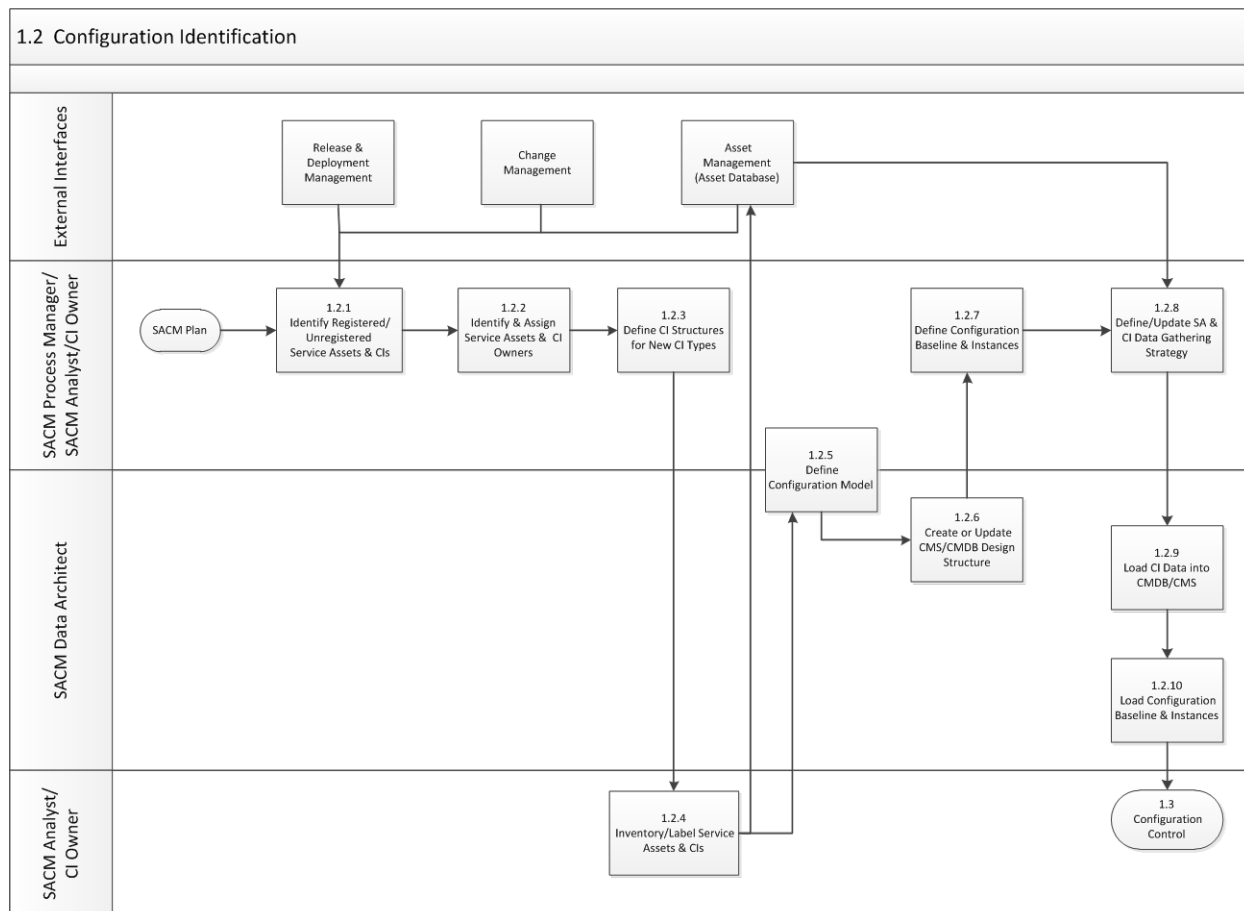 1.2 Configuration Identification
External Interfaces
Release &
Deployment
Management
Change
Management
Asset
Management
(Asset Database)
SACM Process Manager/
SACM Analyst/CI Owner
SACM Plan
1.2.1
Identify Registered/
Unregistered
Service Assets & CIs
1.2.2
Identify & Assign
Service Assets & CI
Owners
1.2.3
Define CI Structures
for New CI Types
1.2.7
Define Configuration
Baseline & Instances
1.2.8
Define/Update SA &
CI Data Gathering
Strategy
1.2.5
Define
Configuration Model
SACM Data Architect
1.2.6
Create or Update
CMS/CMDB Design
Structure
1.2.9
Load CI Data into
CMDB/CMS
1.2.10
Load Configuration
Baseline & Instances
SACM Analyst/
CI Owner
1.2.4
Inventory/Label Service
Assets & CIs
1.3
Configuration
Control